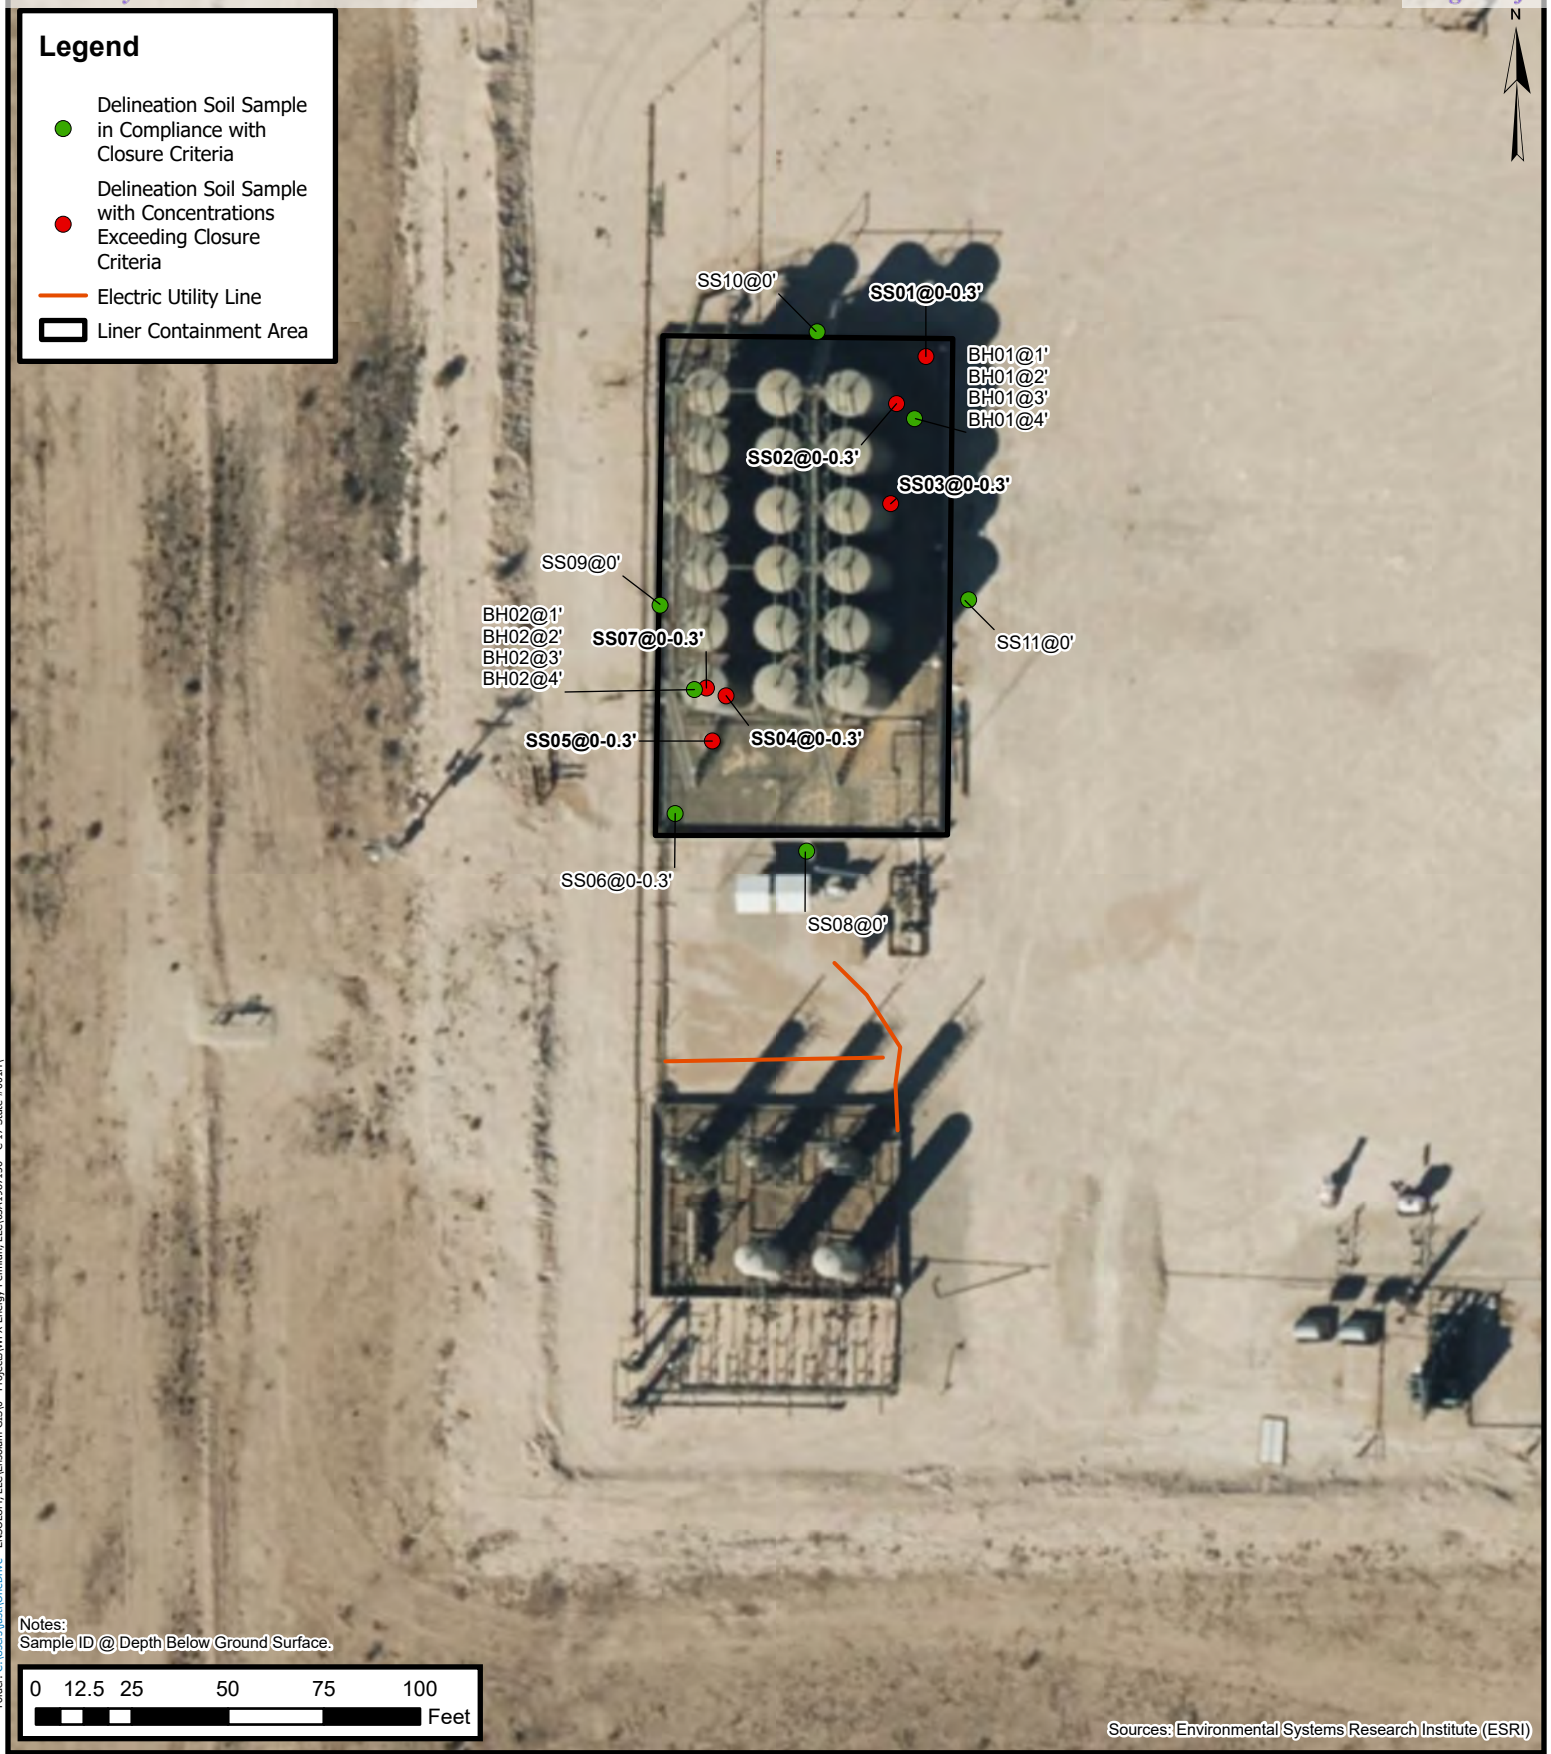 Legend
Delineation Soil Sample
in Compliance with
Closure Criteria
Delineation Soil Sample
with Concentrations
Exceeding Closure
Criteria
Electric Utility Line
Liner Containment Area
N
SS10@0'
SS01@0-0.3'
BH01@1'
BH01@2'
BH01@3'
BH01@4'
SS02@0-0.3'
SS03@0-0.3'
SS09@0'
BH02@1'
BH02@2'
BH02@3'
BH02@4'
SS07@0-0.3'
SS11@0'
SS05@0-0.3'
SS04@0-0.3'
SS06@0-0.3'
SS08@0'
Notes:
Sample ID @ Depth Below Ground Surface.
0 12.5 25 50 75 100
Feet
Sources: Environmental Systems Research Institute (ESRI)